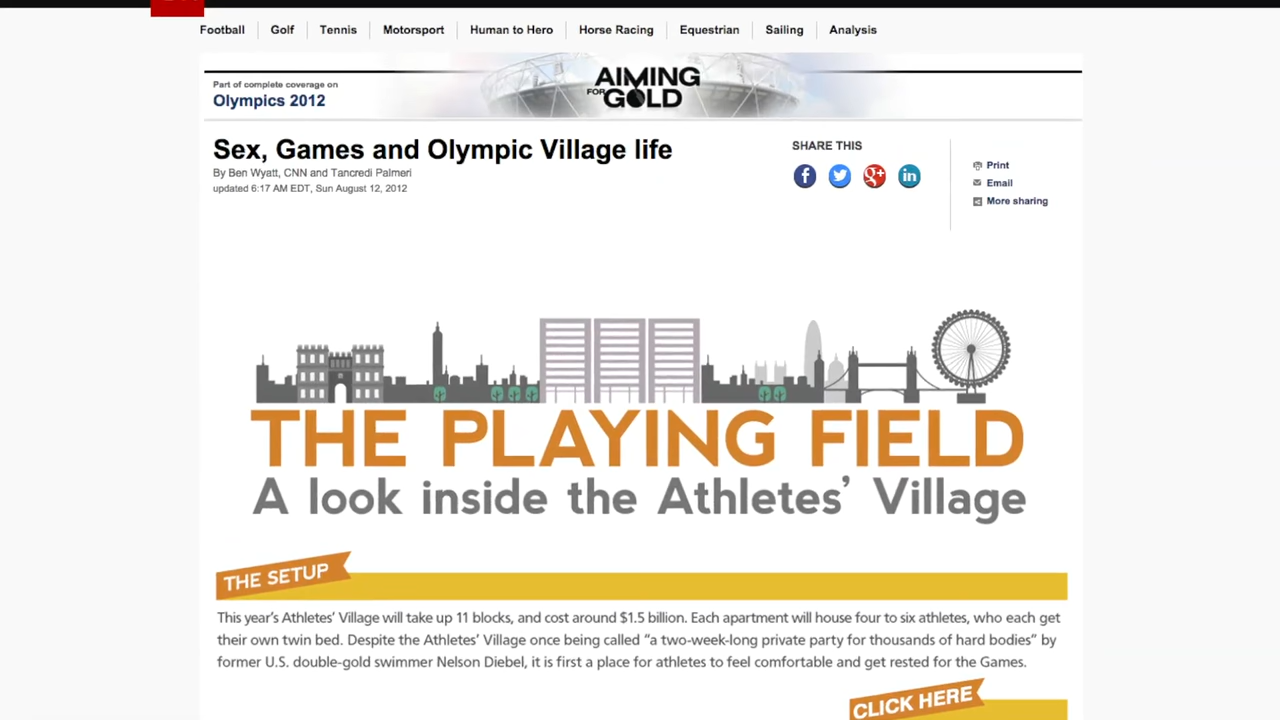 Football Golf Tennis Motorsport Human to Hero Horse Racing Equestrian Sailing Analysis
Part of complete coverage on
Olympics 2012
AIMING
FOR GOLD
Sex, Games and Olympic Village life
By Ben Wyatt, CNN and Tancredi Palmeri
updated 6:17 AM EDT, Sun August 12, 2012
SHARE THIS
f g+ in
Print
Email
More sharing
THE PLAYING FIELD
A look inside the Athletes’ Village
THE SETUP
This year’s Athletes’ Village will take up 11 blocks, and cost around $1.5 billion. Each apartment will house four to six athletes, who each get
their own twin bed. Despite the Athletes’ Village once being called “a two-week-long private party for thousands of hard bodies” by
former U.S. double-gold swimmer Nelson Diebel, it is first a place for athletes to feel comfortable and get rested for the Games.
CLICK HERE